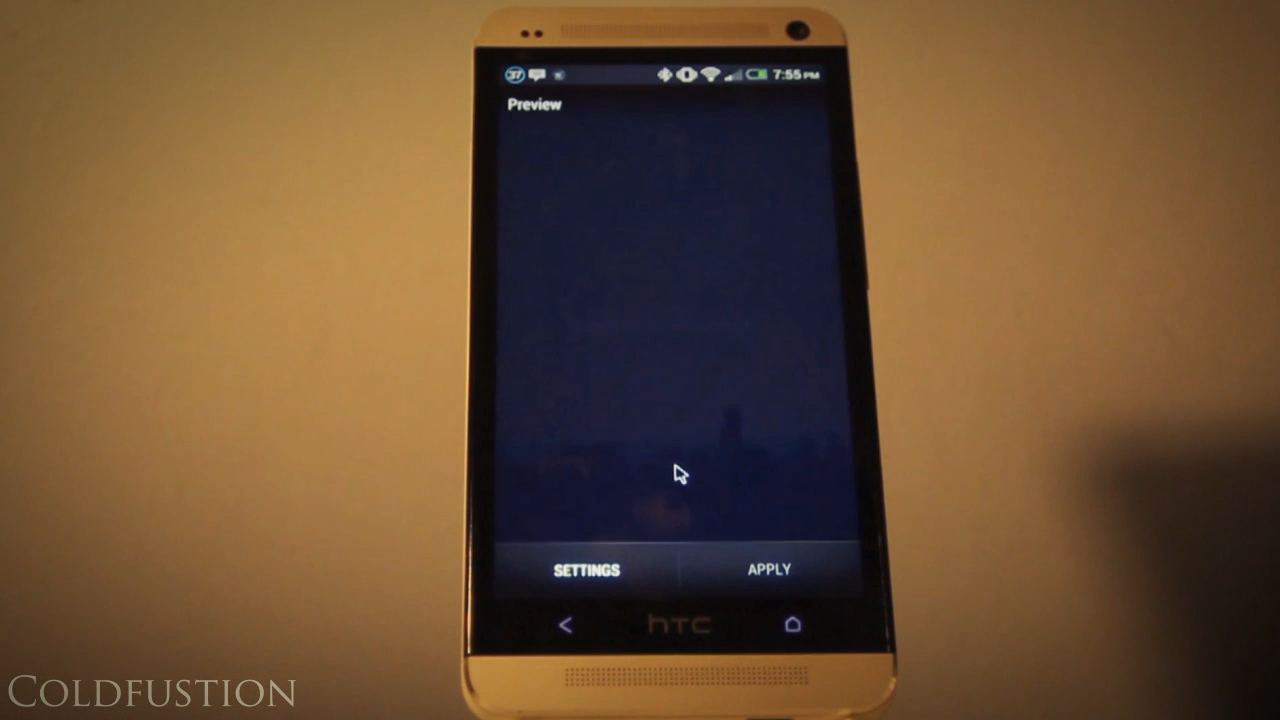 37 7:55 PM
Preview
SETTINGS APPLY
hTC
COLDFUSTION